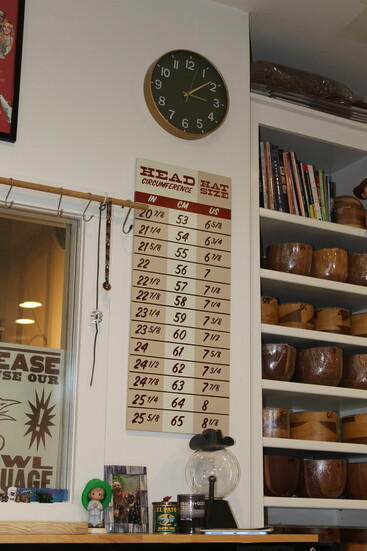 12
1
2
3
4
5
6
7
8
9
10
11
HEAD HAT
CIRCUMFERENCE SIZE
IN CM US
20 7/8 53 6 5/8
21 1/4 54 6 3/4
21 5/8 55 6 7/8
22 56 7
22 1/2 57 7 1/8
22 7/8 58 7 1/4
23 1/4 59 7 3/8
23 5/8 60 7 1/2
24 61 7 5/8
24 1/2 62 7 3/4
24 7/8 63 7 7/8
25 1/4 64 8
25 5/8 65 8 1/8
EASE
SE OUR
WL
UAGE
EL PATO